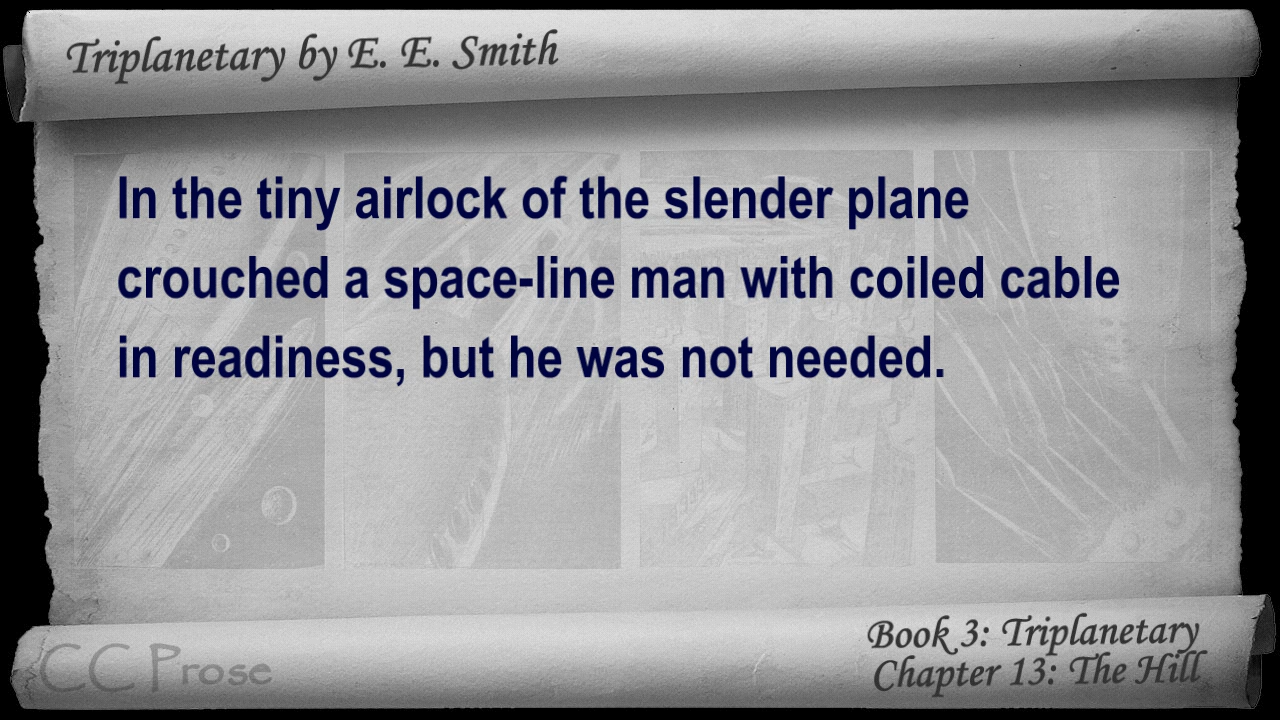 Triplanetary by E. E. Smith
In the tiny airlock of the slender plane
crouched a space-line man with coiled cable
in readiness, but he was not needed.
Book 3: Triplanetary
Chapter 13: The Hill
CC Prose